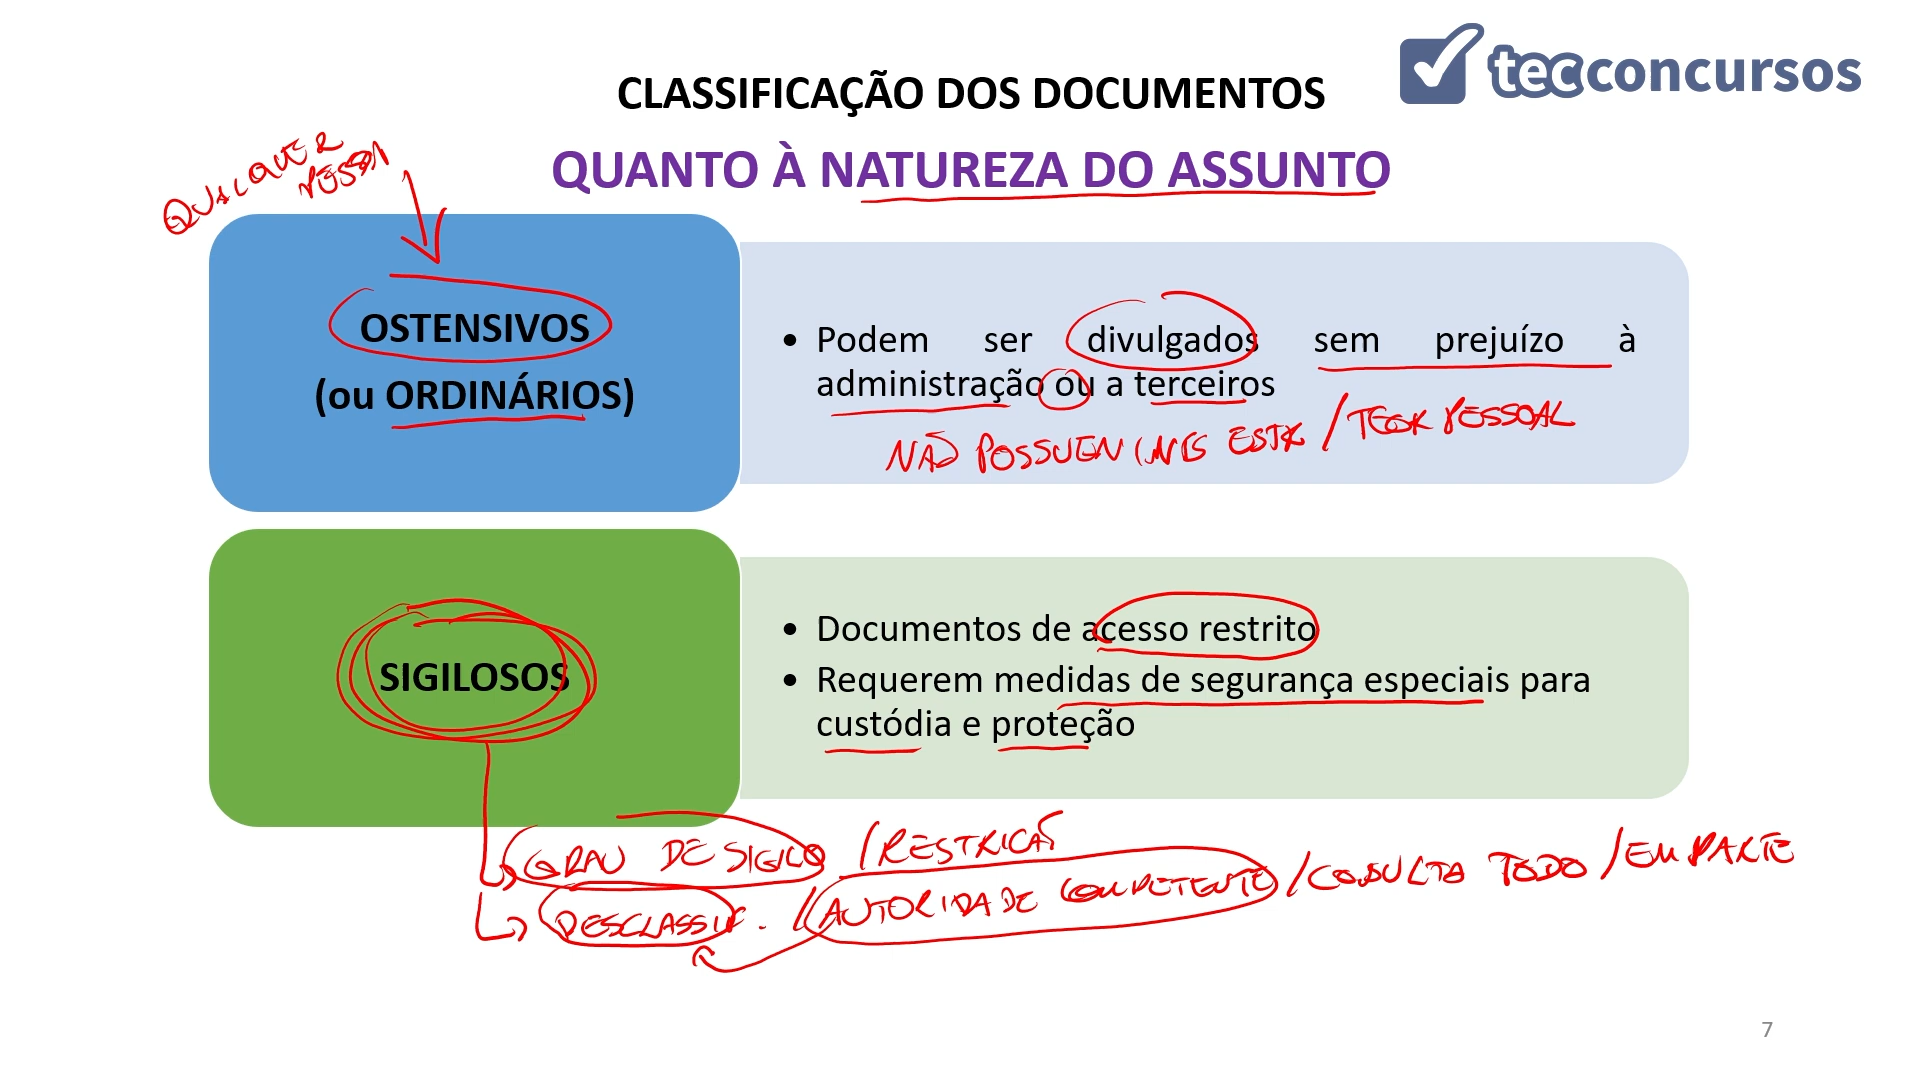 tecconcursos
CLASSIFICAÇÃO DOS DOCUMENTOS
QUANTO À NATUREZA DO ASSUNTO
QUALQUER
PESSOA
OSTENSIVOS
(ou ORDINÁRIOS)
• Podem ser divulgados sem prejuízo à
administração ou a terceiros
NÃO POSSUEM ESTR / TEOR PESSOAL
SIGILOSOS
• Documentos de acesso restrito
• Requerem medidas de segurança especiais para
custódia e proteção
GRAU DE SIGILO / RESTRIÇÃO
DESCLASSIF. / AUTORIDADE COMPETENTE / CONSULTA TODO / EM PARTE
7